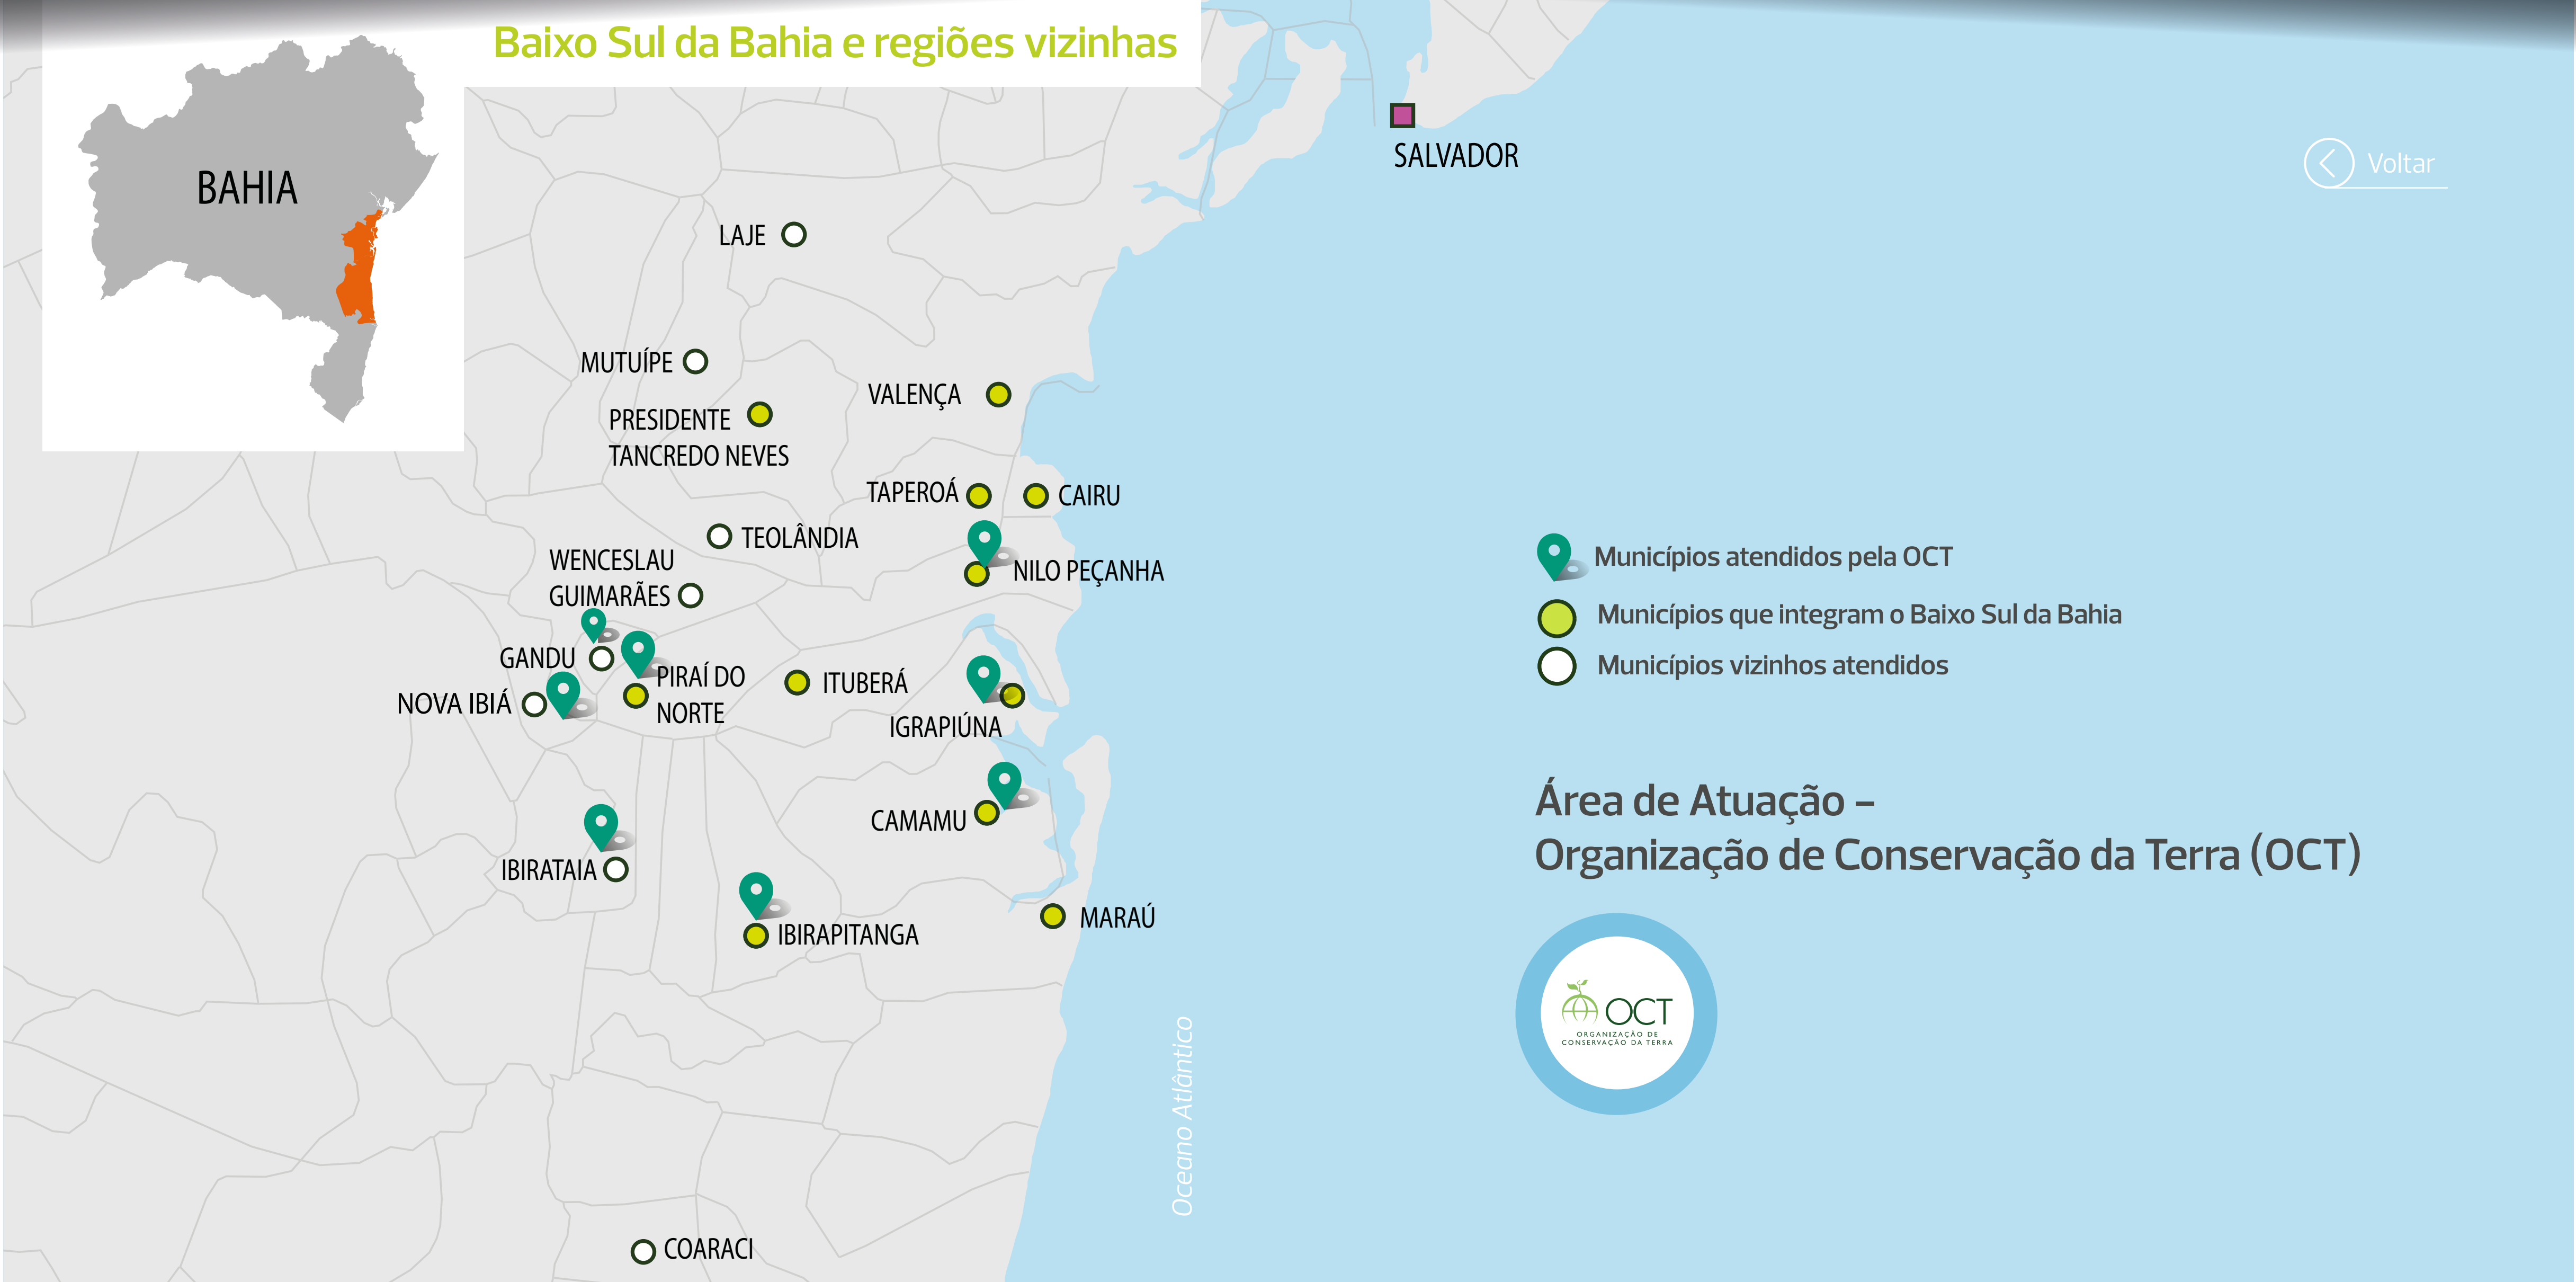 Baixo Sul da Bahia e regiões vizinhas
BAHIA
SALVADOR
Voltar
LAJE
MUTUÍPE
PRESIDENTE
TANCREDO NEVES
VALENÇA
TAPEROÁ
CAIRU
TEOLÂNDIA
WENCESLAU
GUIMARÃES
NILO PEÇANHA
GANDU
PIRAÍ DO
NORTE
NOVA IBIÁ
ITUBERÁ
IGRAPIÚNA
CAMAMU
IBIRATAIA
IBIRAPITANGA
MARAÚ
COARACI
Oceano Atlântico
Municípios atendidos pela OCT
Municípios que integram o Baixo Sul da Bahia
Municípios vizinhos atendidos
Área de Atuação –
Organização de Conservação da Terra (OCT)
OCT
ORGANIZAÇÃO DE
CONSERVAÇÃO DA TERRA